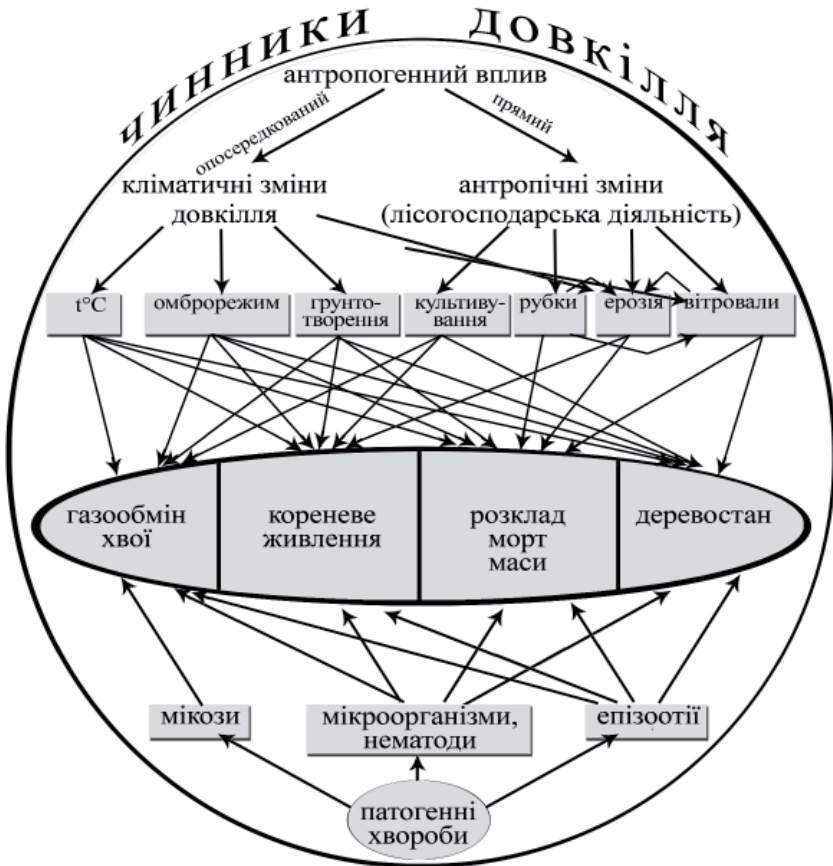 ЧИННИКИ ДОВКІЛЛЯ
антропогенний вплив
опосередкований
прямий
кліматичні зміни
довкілля
антропічні зміни
(лісогосподарська діяльність)
t°C
омброрежим
грунто-
творення
культиву-
вання
рубки
ерозія
вітровали
газообмін
хвої
кореневе
живлення
розклад
морт
маси
деревостан
мікози
мікроорганізми,
нематоди
епізоотії
патогенні
хвороби